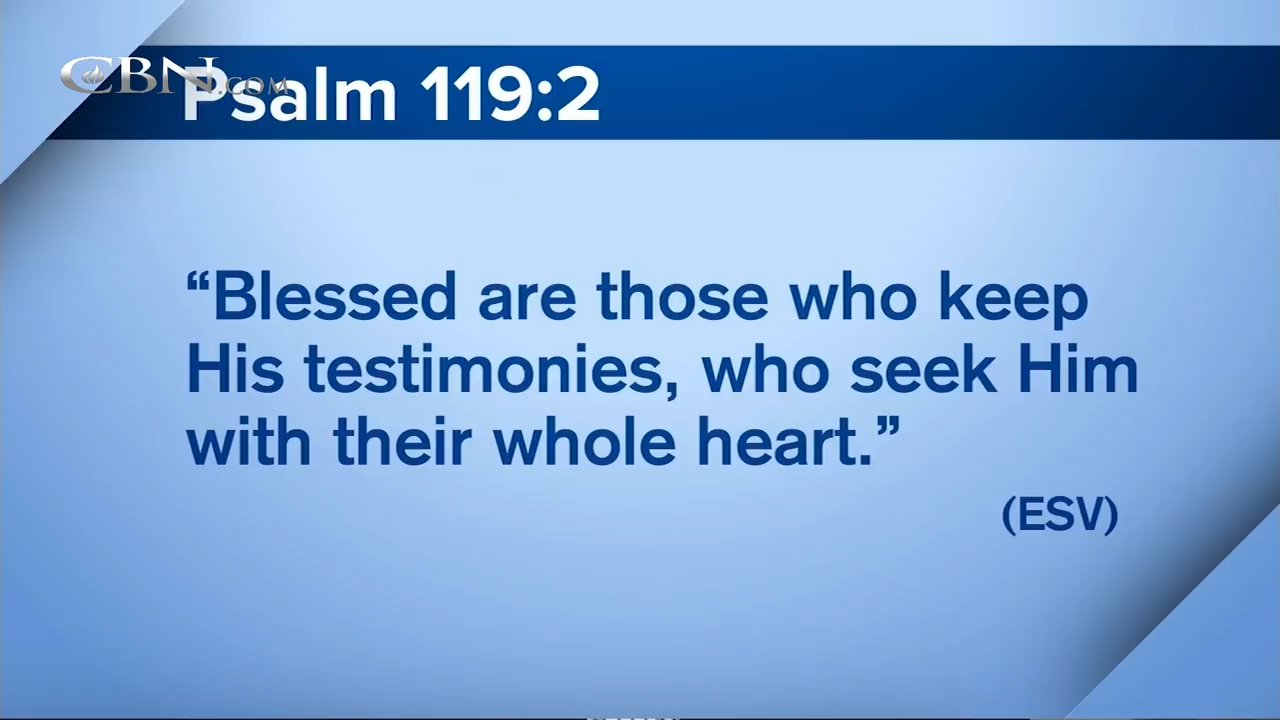 CBN.COM
Psalm 119:2
“Blessed are those who keep
His testimonies, who seek Him
with their whole heart.”
(ESV)